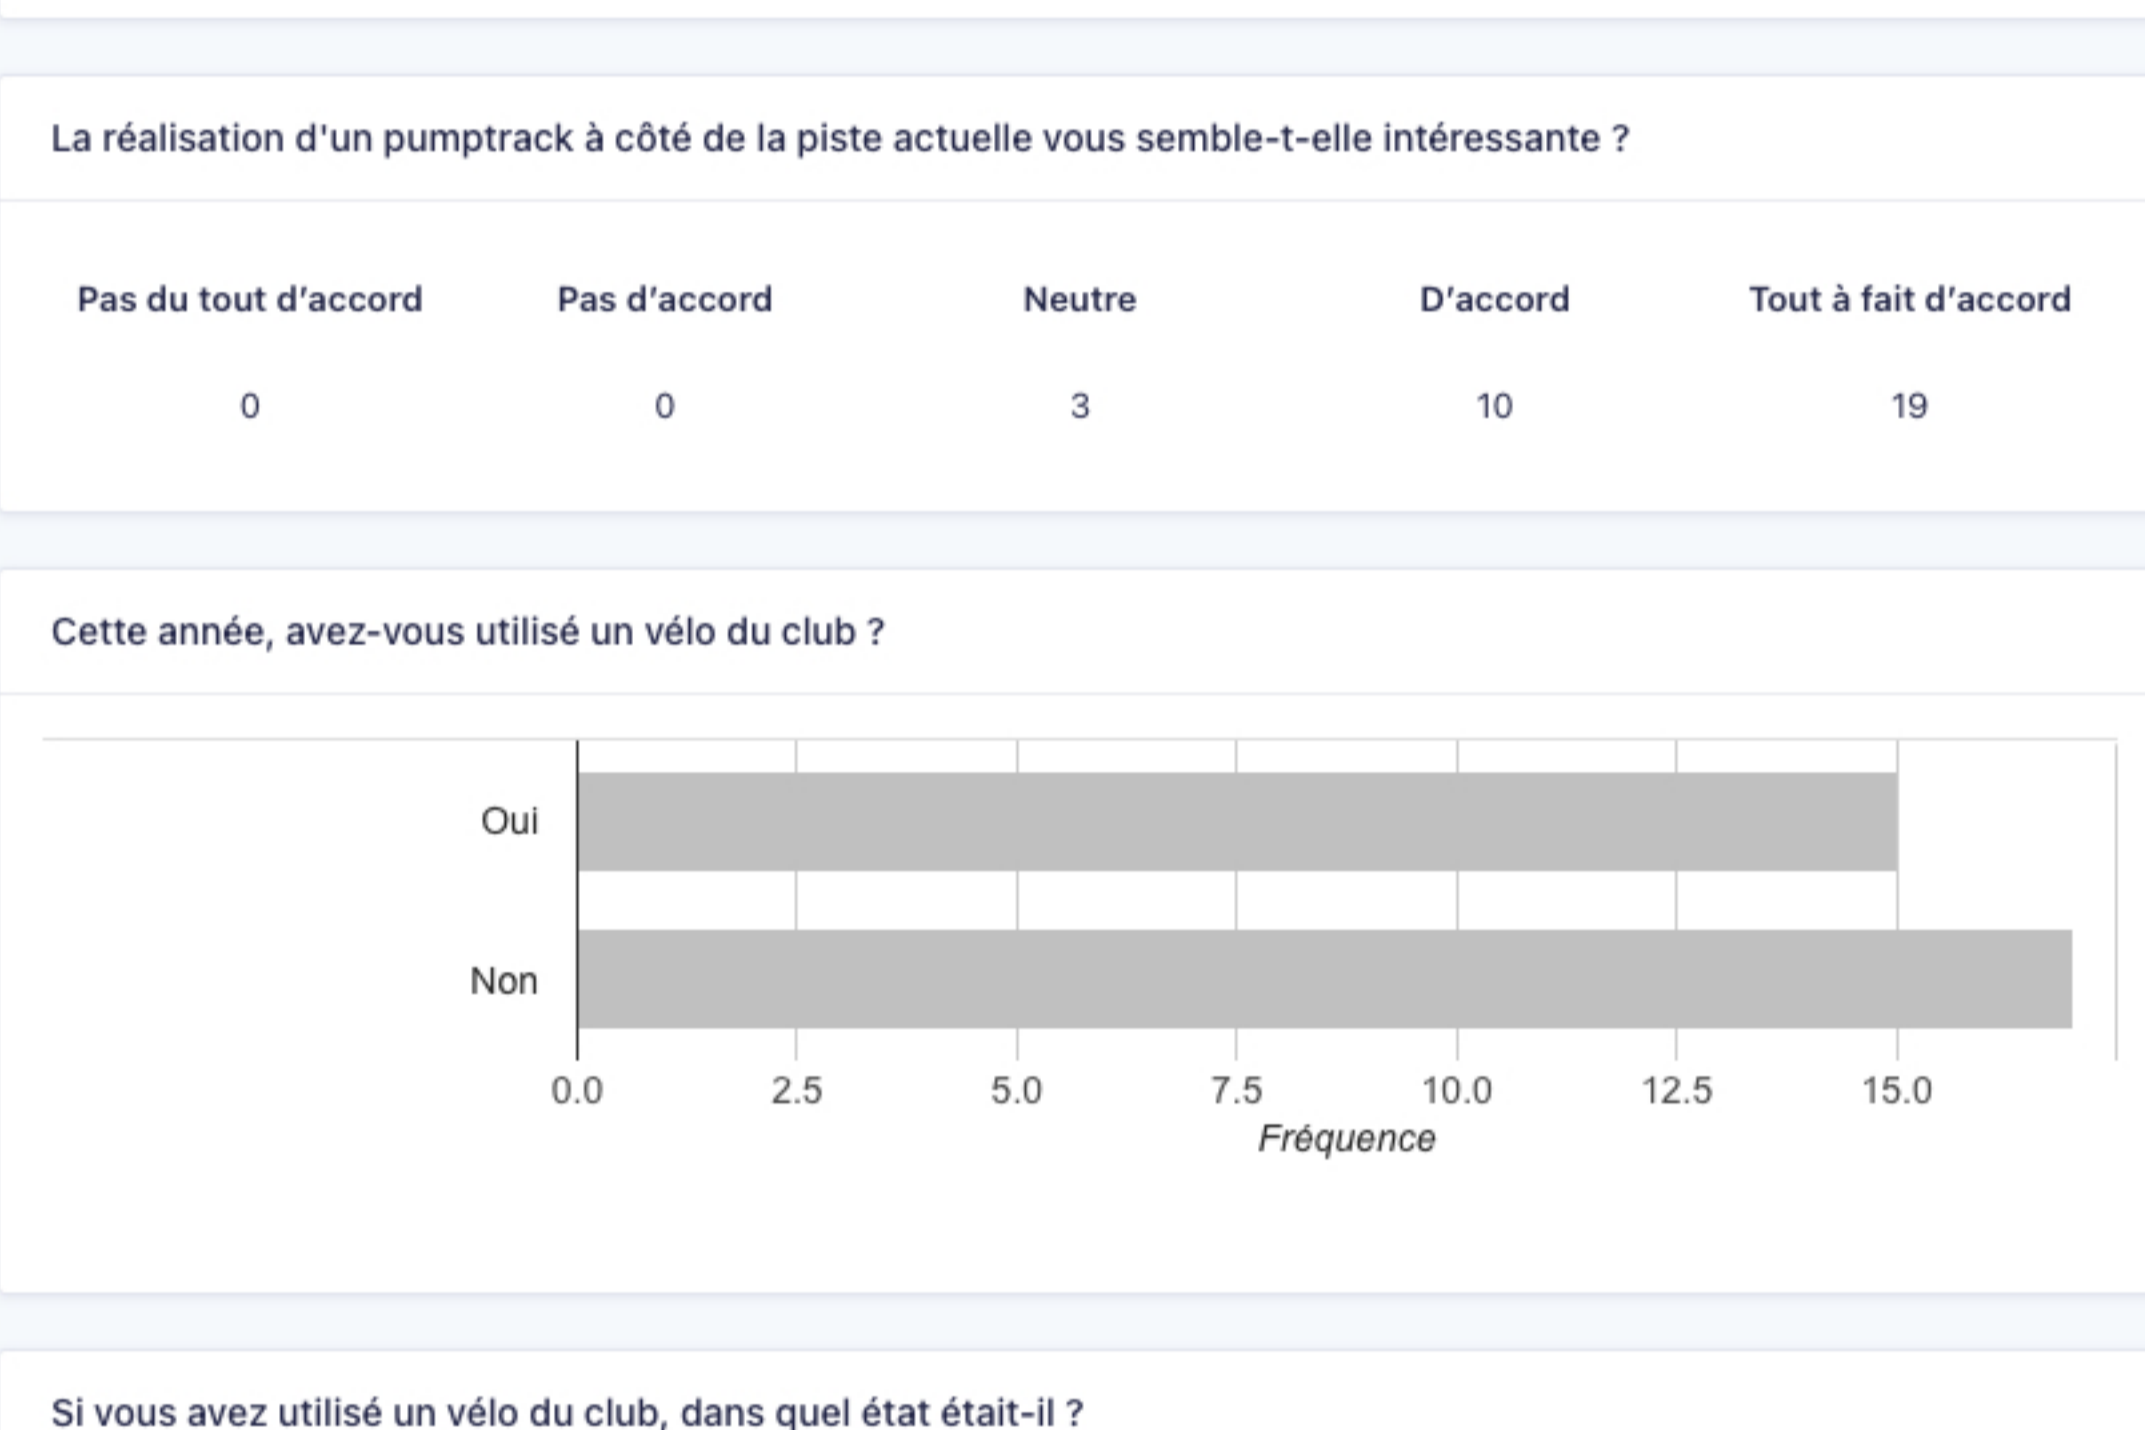 La réalisation d'un pumptrack à côté de la piste actuelle vous semble-t-elle intéressante ?
Pas du tout d’accord Pas d’accord Neutre D’accord Tout à fait d’accord
0 0 3 10 19
Cette année, avez-vous utilisé un vélo du club ?
Oui
Non
0.0 2.5 5.0 7.5 10.0 12.5 15.0
Fréquence
Si vous avez utilisé un vélo du club, dans quel état était-il ?